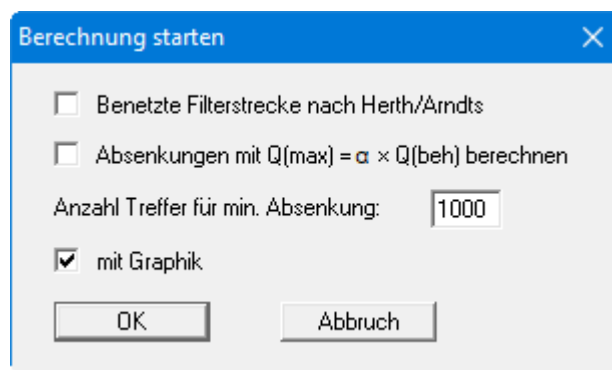 Berechnung starten
Benetzte Filterstrecke nach Herth/Arndts
Absenkungen mit Q(max) = α × Q(beh) berechnen
Anzahl Treffer für min. Absenkung: 1000
mit Graphik
OK Abbruch